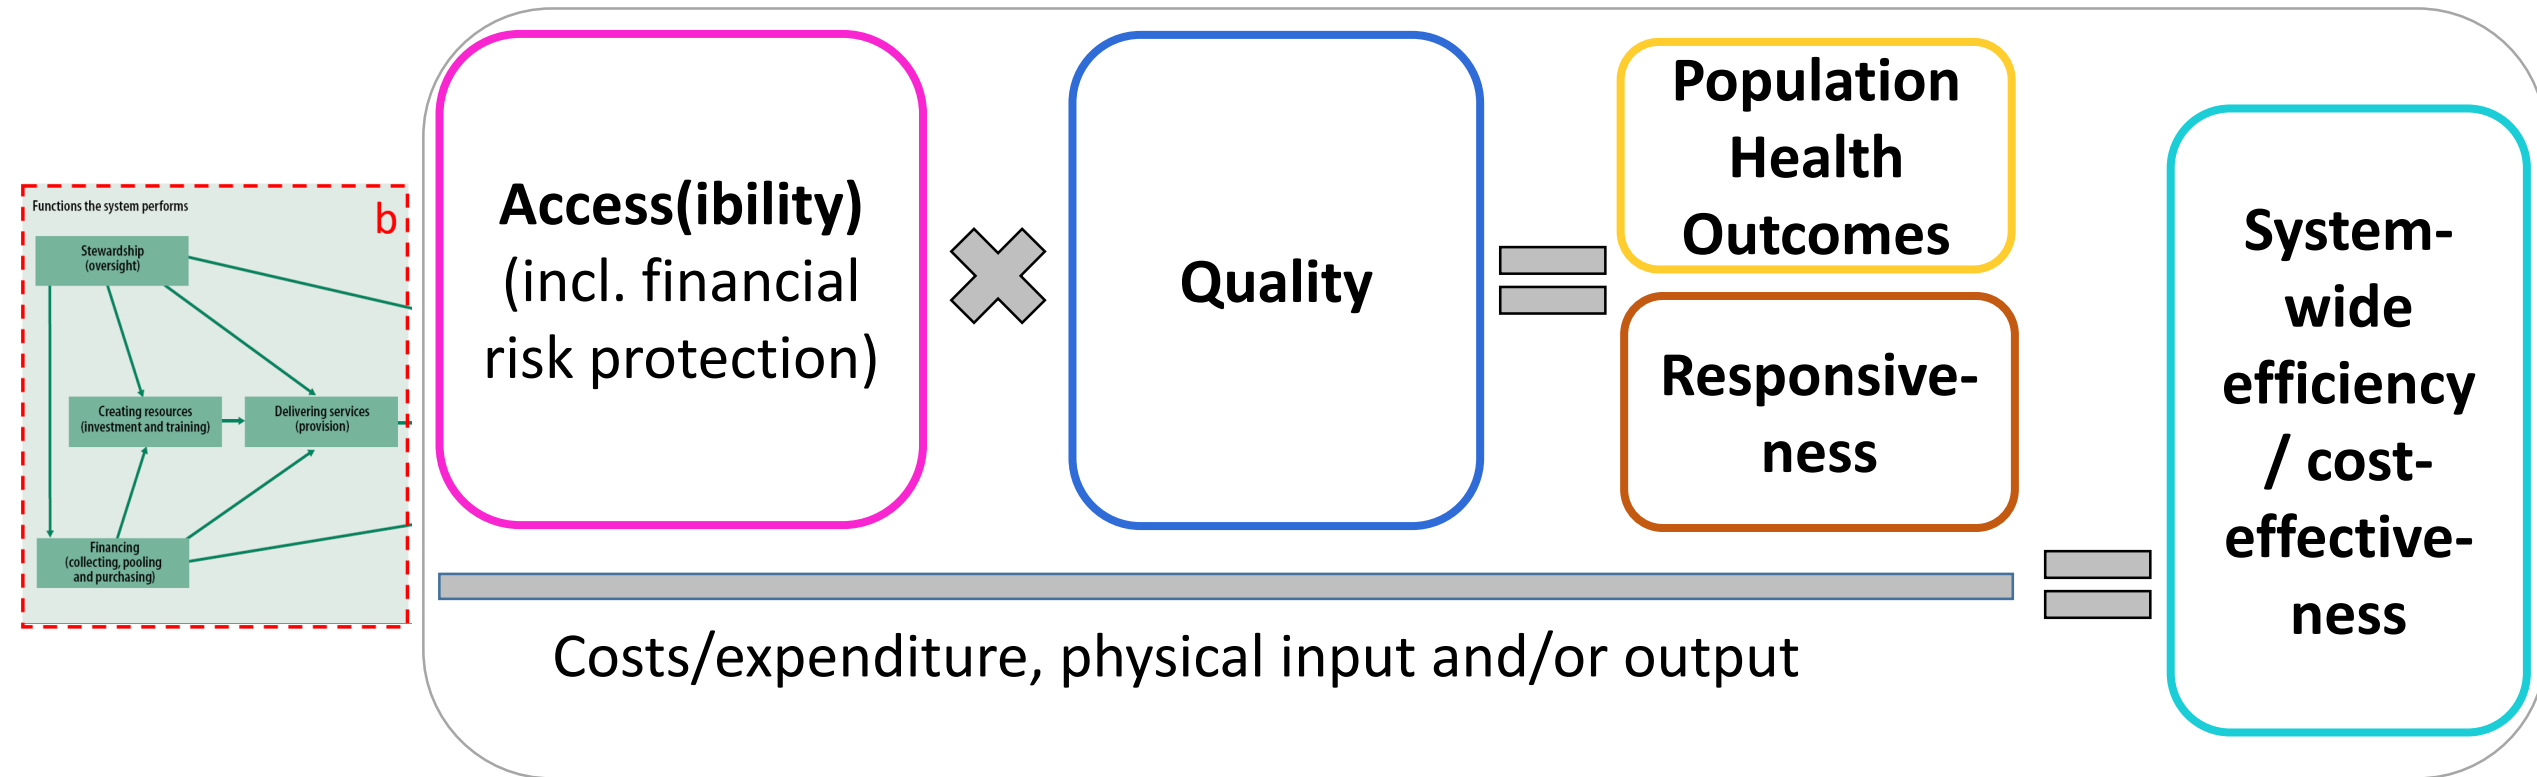 Functions the system performs
b
Stewardship
(oversight)
Creating resources
(investment and training)
Delivering services
(provision)
Financing
(collecting, pooling
and purchasing)
Access(ibility)
(incl. financial
risk protection)
Quality
Population
Health
Outcomes
Responsive-
ness
Costs/expenditure, physical input and/or output
System-
wide
efficiency
/ cost-
effective-
ness